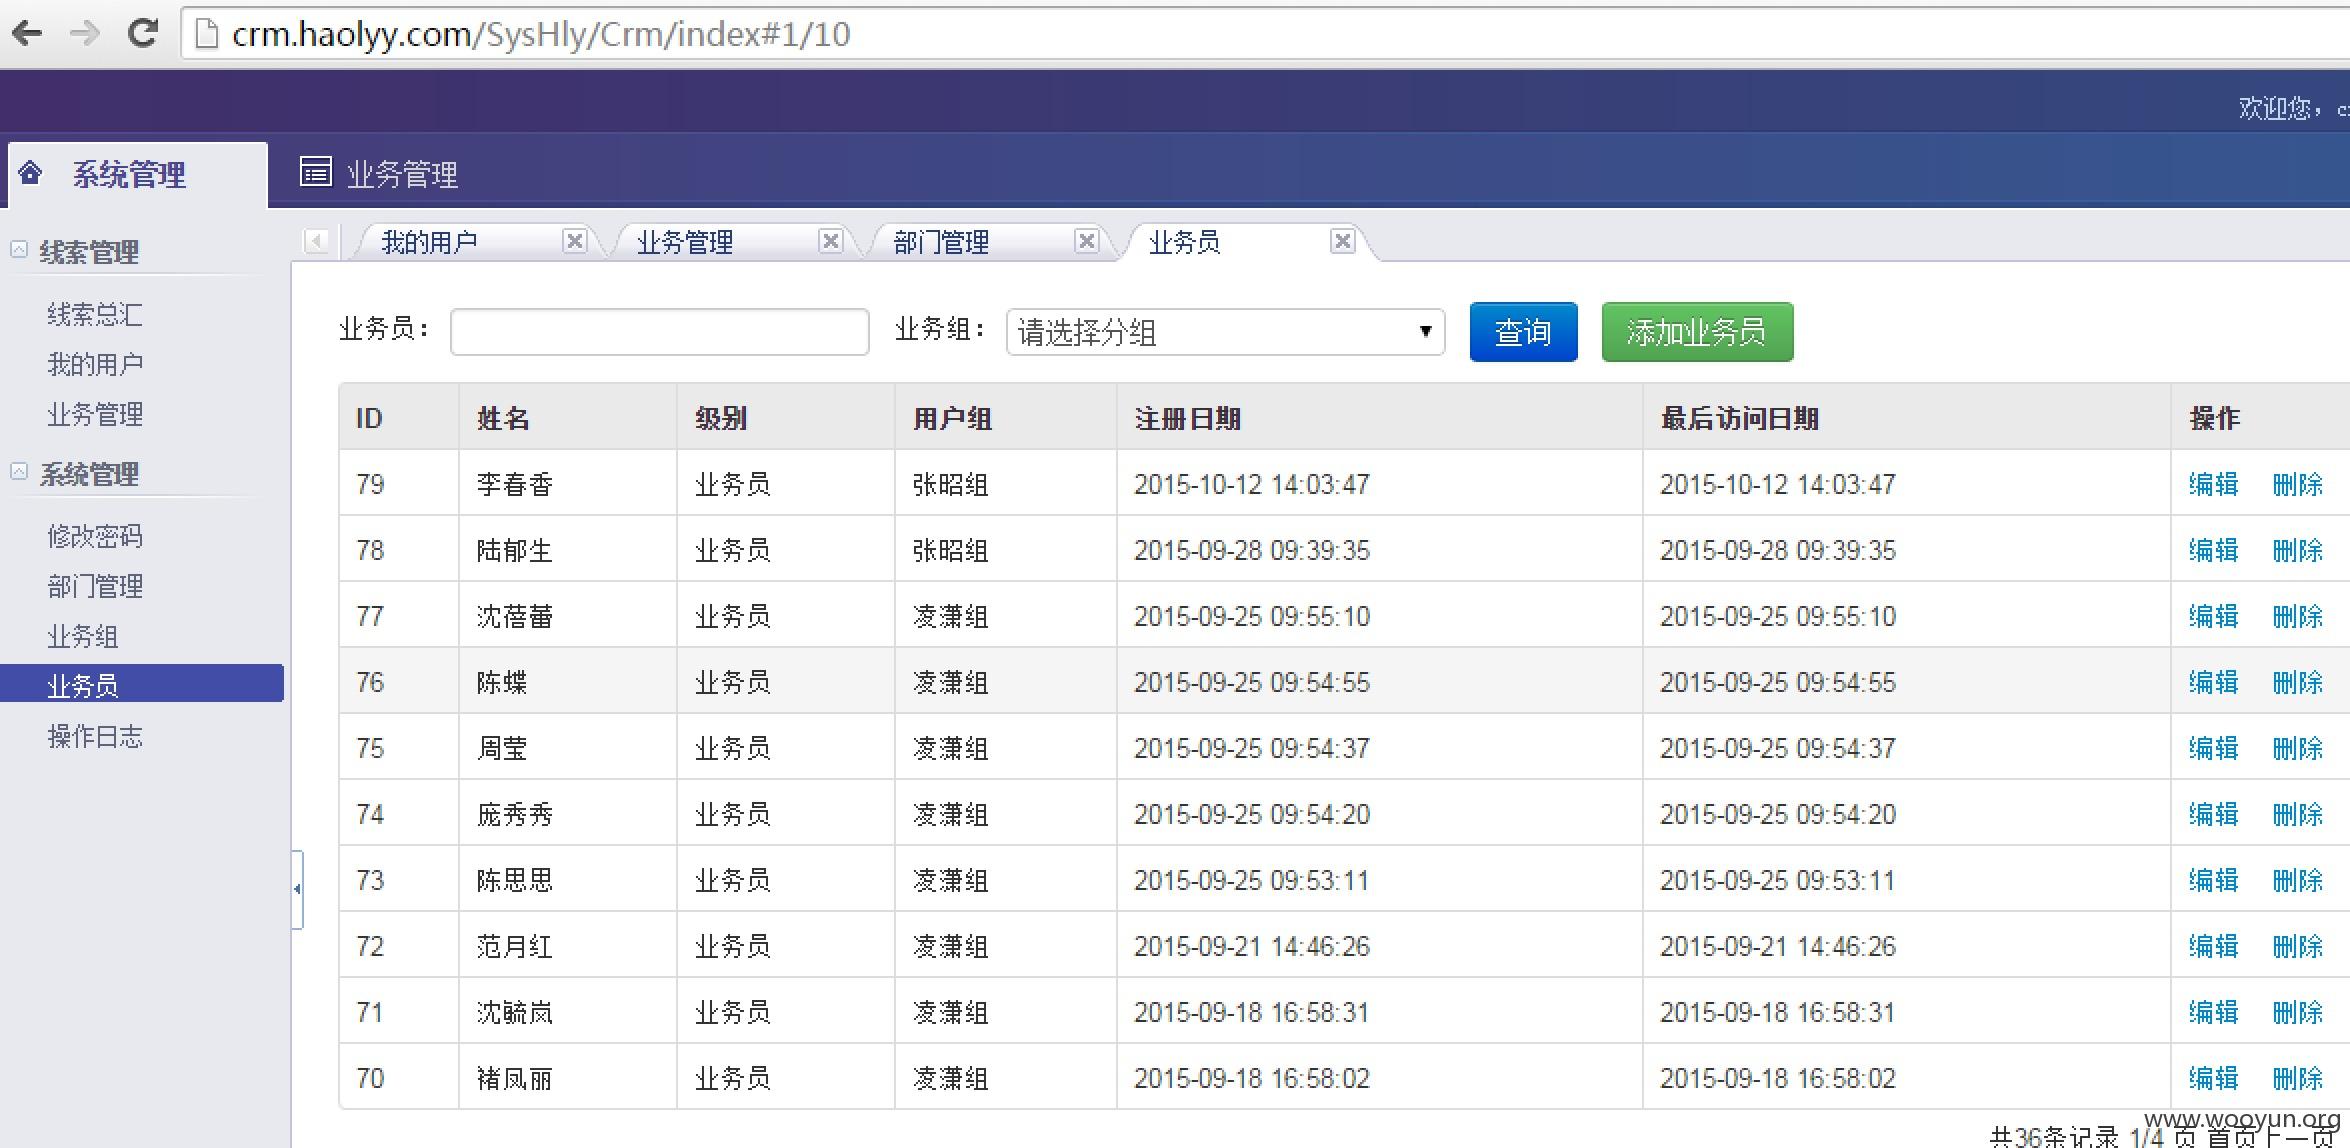 crm.haolyy.com/SysHly/Crm/index#1/10
欢迎您，
系统管理 业务管理
我的用户 业务管理 部门管理 业务员
线索管理
线索总汇
我的用户
业务管理
系统管理
修改密码
部门管理
业务组
业务员
操作日志
业务员： 业务组： 请选择分组 查询 添加业务员
ID 姓名 级别 用户组 注册日期 最后访问日期 操作
79 李春香 业务员 张昭组 2015-10-12 14:03:47 2015-10-12 14:03:47 编辑 删除
78 陆郁生 业务员 张昭组 2015-09-28 09:39:35 2015-09-28 09:39:35 编辑 删除
77 沈蓓蕾 业务员 凌潇组 2015-09-25 09:55:10 2015-09-25 09:55:10 编辑 删除
76 陈蝶 业务员 凌潇组 2015-09-25 09:54:55 2015-09-25 09:54:55 编辑 删除
75 周莹 业务员 凌潇组 2015-09-25 09:54:37 2015-09-25 09:54:37 编辑 删除
74 庞秀秀 业务员 凌潇组 2015-09-25 09:54:20 2015-09-25 09:54:20 编辑 删除
73 陈思思 业务员 凌潇组 2015-09-25 09:53:11 2015-09-25 09:53:11 编辑 删除
72 范月红 业务员 凌潇组 2015-09-21 14:46:26 2015-09-21 14:46:26 编辑 删除
71 沈毓岚 业务员 凌潇组 2015-09-18 16:58:31 2015-09-18 16:58:31 编辑 删除
70 褚凤丽 业务员 凌潇组 2015-09-18 16:58:02 2015-09-18 16:58:02 编辑 删除
www.wooyun.org
共36条记录 1/4 页 首页 上一页